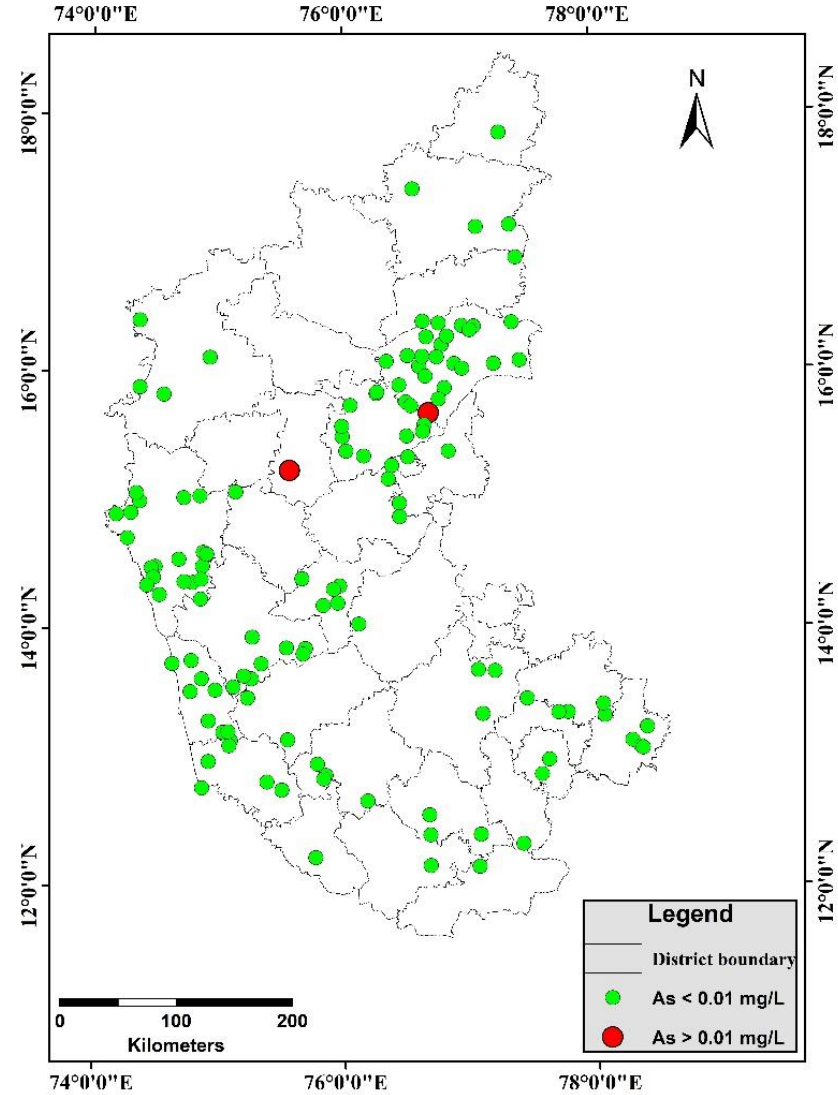 74°0'0"E 76°0'0"E 78°0'0"E
N
18°0'0"N 18°0'0"N
16°0'0"N 16°0'0"N
14°0'0"N 14°0'0"N
12°0'0"N 12°0'0"N
Legend
District boundary
As < 0.01 mg/L
As > 0.01 mg/L
0 100 200
Kilometers
74°0'0"E 76°0'0"E 78°0'0"E